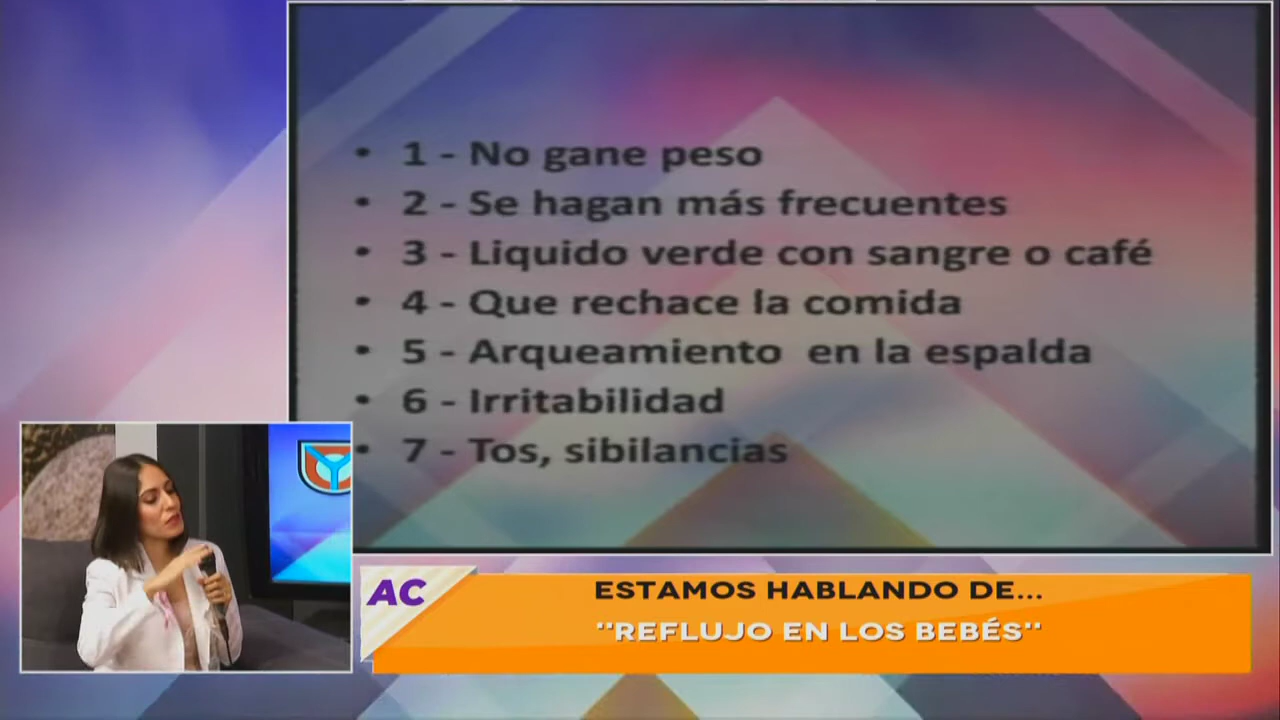 • 1 - No gane peso
• 2 - Se hagan más frecuentes
• 3 - Liquido verde con sangre o café
• 4 - Que rechace la comida
• 5 - Arqueamiento  en la espalda
• 6 - Irritabilidad
• 7 - Tos, sibilancias
AC
ESTAMOS HABLANDO DE...
"REFLUJO EN LOS BEBÉS"